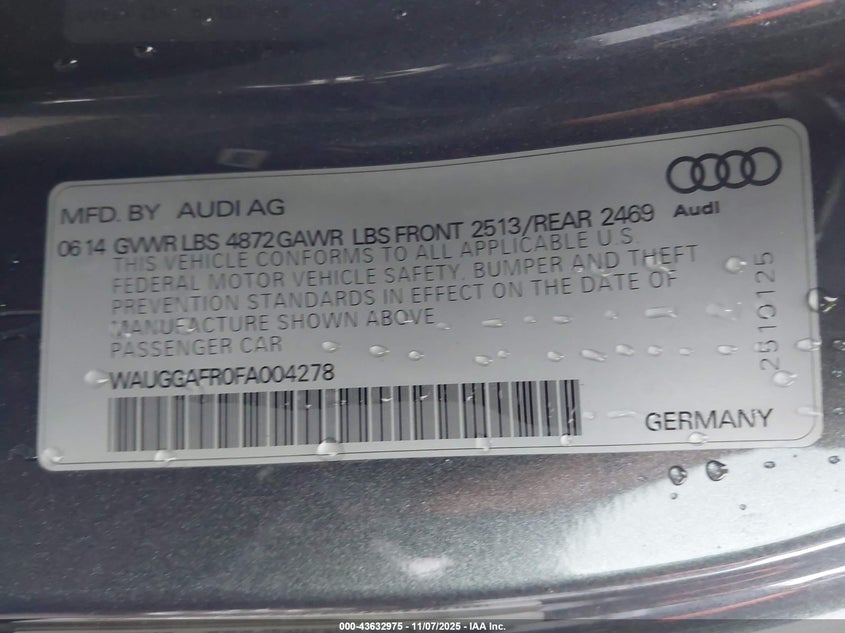 MFD. BY AUDI AG
Audi
0614 GVWR LBS 4872 GAWR LBS FRONT 2513/REAR 2469
THIS VEHICLE CONFORMS TO ALL APPLICABLE U.S.
FEDERAL MOTOR VEHICLE SAFETY, BUMPER AND THEFT
PREVENTION STANDARDS IN EFFECT ON THE DATE OF
MANUFACTURE SHOWN ABOVE
PASSENGER CAR
WAUGGAFR0FA004278
GERMANY
2510125
000-43632975 - 11/07/2025 - IAA Inc.